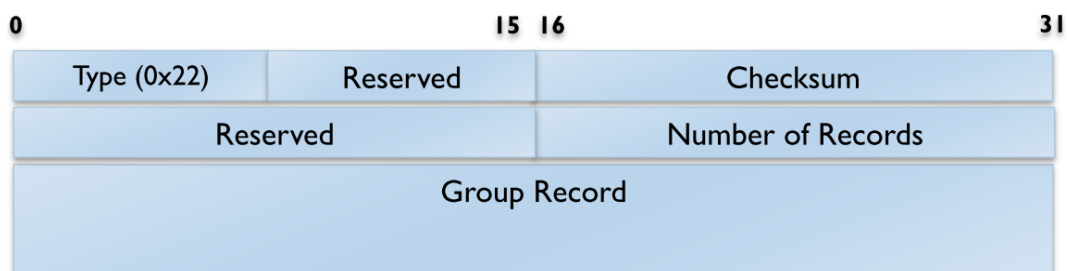 0 15 16 31
Type (0x22) Reserved Checksum
Reserved Number of Records
Group Record